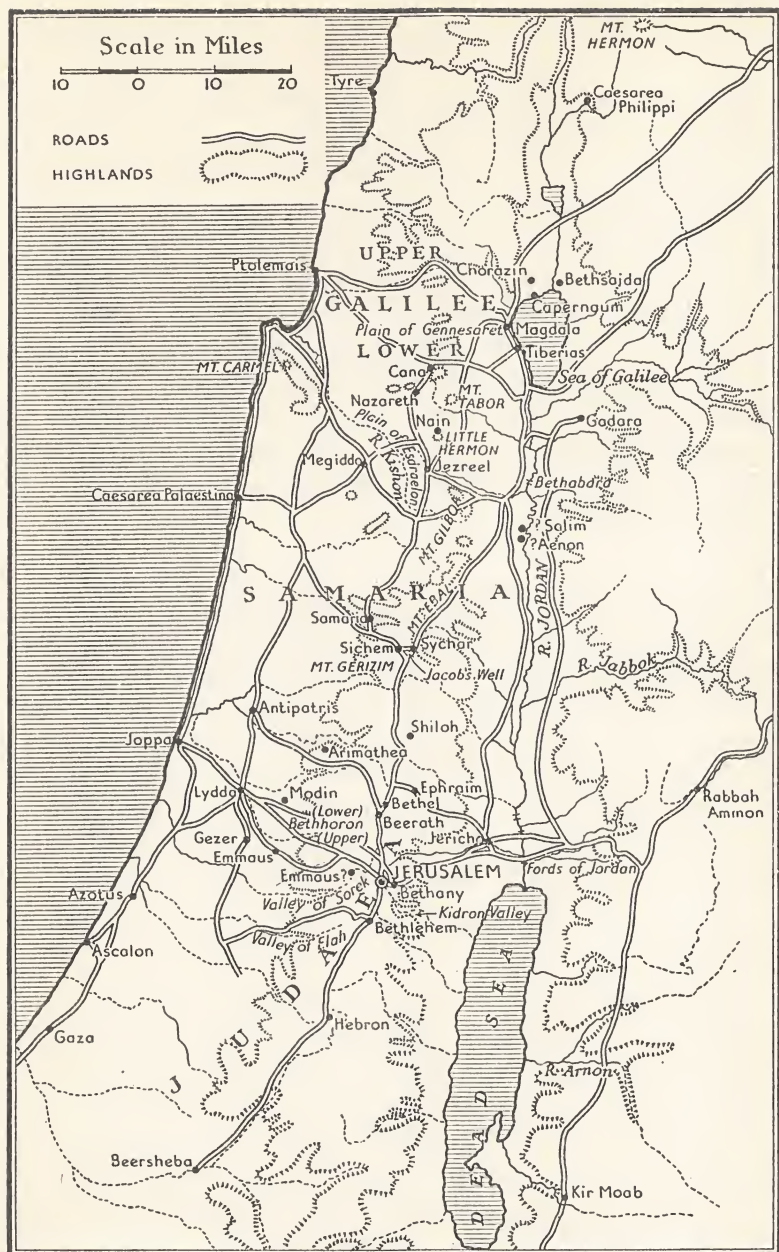 Scale in Miles
10 0 10 20
ROADS
HIGHLANDS
MT. HERMON
Tyre
Caesarea Philippi
UPPER
Ptolemais
Chorazin
Bethsaida
Capernaum
GALILEE
Plain of Gennesaret
Magdala
LOWER
Tiberias
MT. CARMEL
Cana
Sea of Galilee
Nazareth
MT. TABOR
Plain of Esdraelon
Nain
Gadara
LITTLE HERMON
R. Kishon
Megiddo
Jezreel
Bethabara
Caesarea Palaestina
MT. GILBOA
? Salim
? Aenon
SAMARIA
MT. EBAL
R. JORDAN
Samaria
Sichem
Sychar
MT. GERIZIM
Jacob's Well
R. Jabbok
Antipatris
Shiloh
Joppa
Arimathea
Lydda
Modin
Ephraim
Rabbah Ammon
(Lower)
Bethel
Bethhoron
Beerath
(Upper)
Gezer
Jericho
Emmaus
Emmaus?
JERUSALEM
Fords of Jordan
Bethany
Valley of Sorek
Azotus
Kidron Valley
Bethlehem
Valley of Elah
Ascalon
JUDAEA
DEAD SEA
Gaza
Hebron
R. Arnon
Beersheba
Kir Moab